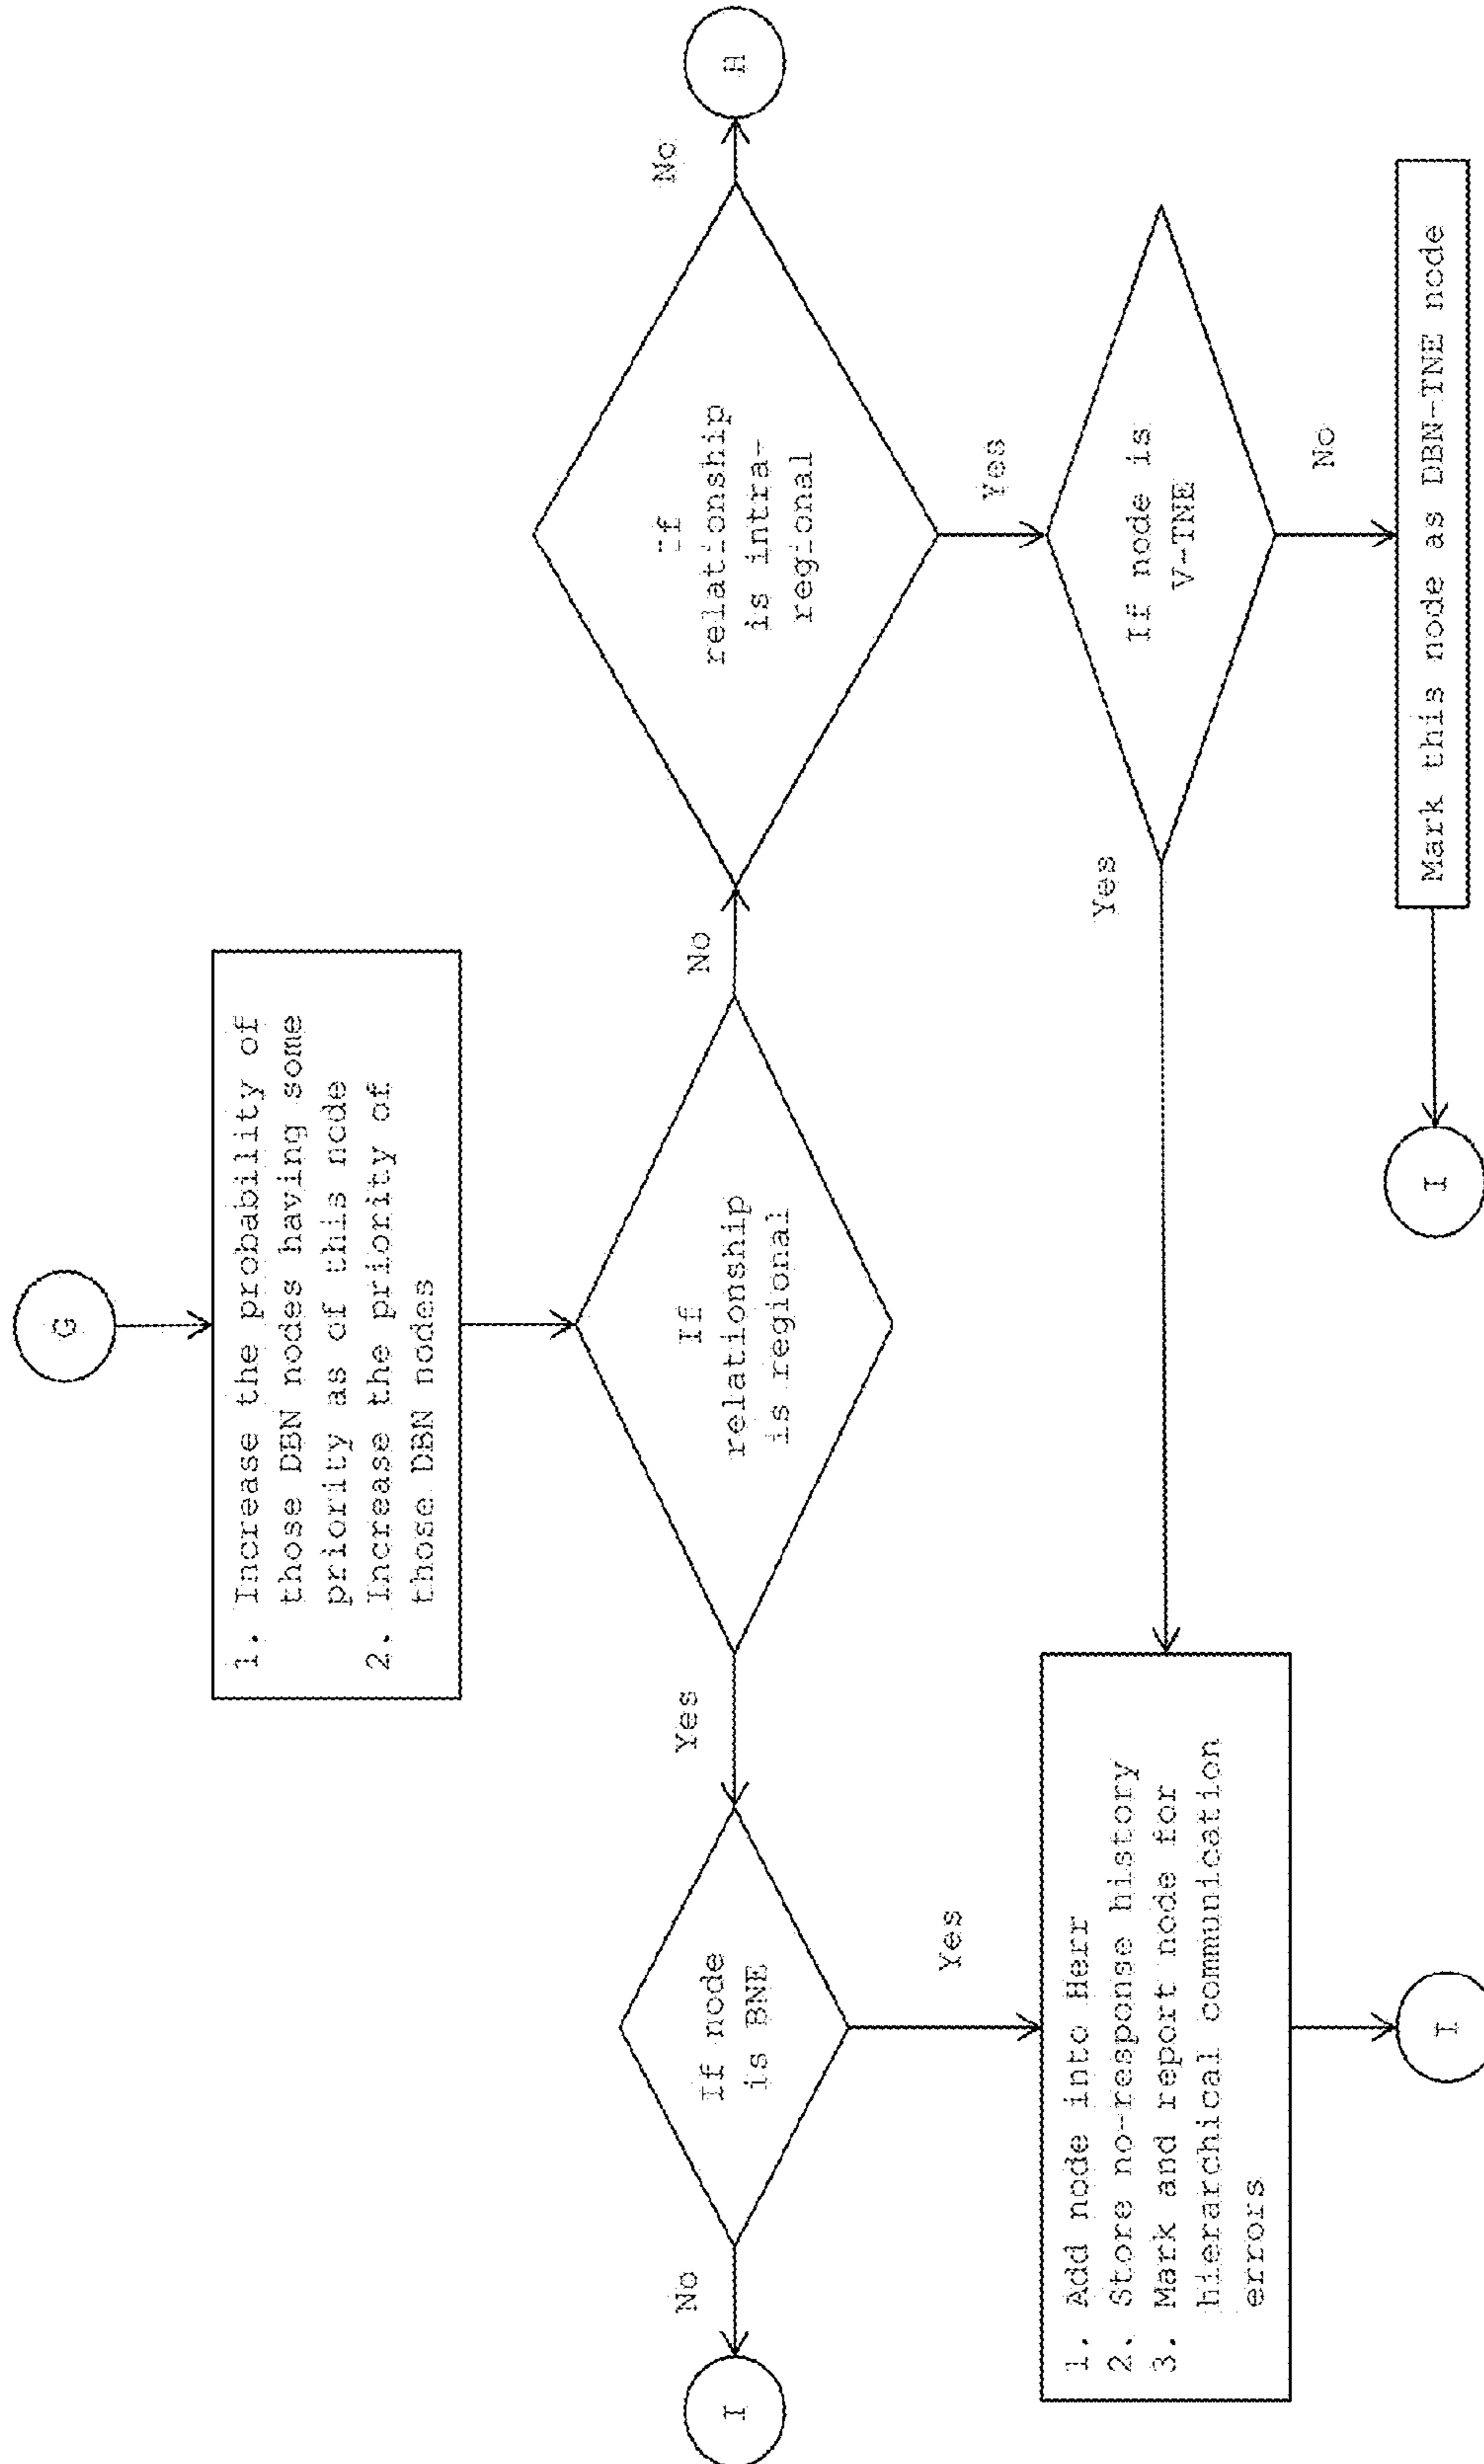 G
1. Increase the probability of
those DBN nodes having some
priority as of this node
2. Increase the priority of
those DBN nodes
If
relationship
is regional
Yes
No
If node
is BNE
No
I
Yes
1. Add node into Herr
2. Store no-response history
3. Mark and report node for
hierarchical communication
errors
I
If
relationship
is intra-
regional
No
H
Yes
If node is
V-TNE
Yes
No
Mark this node as DBN-TNE node
I